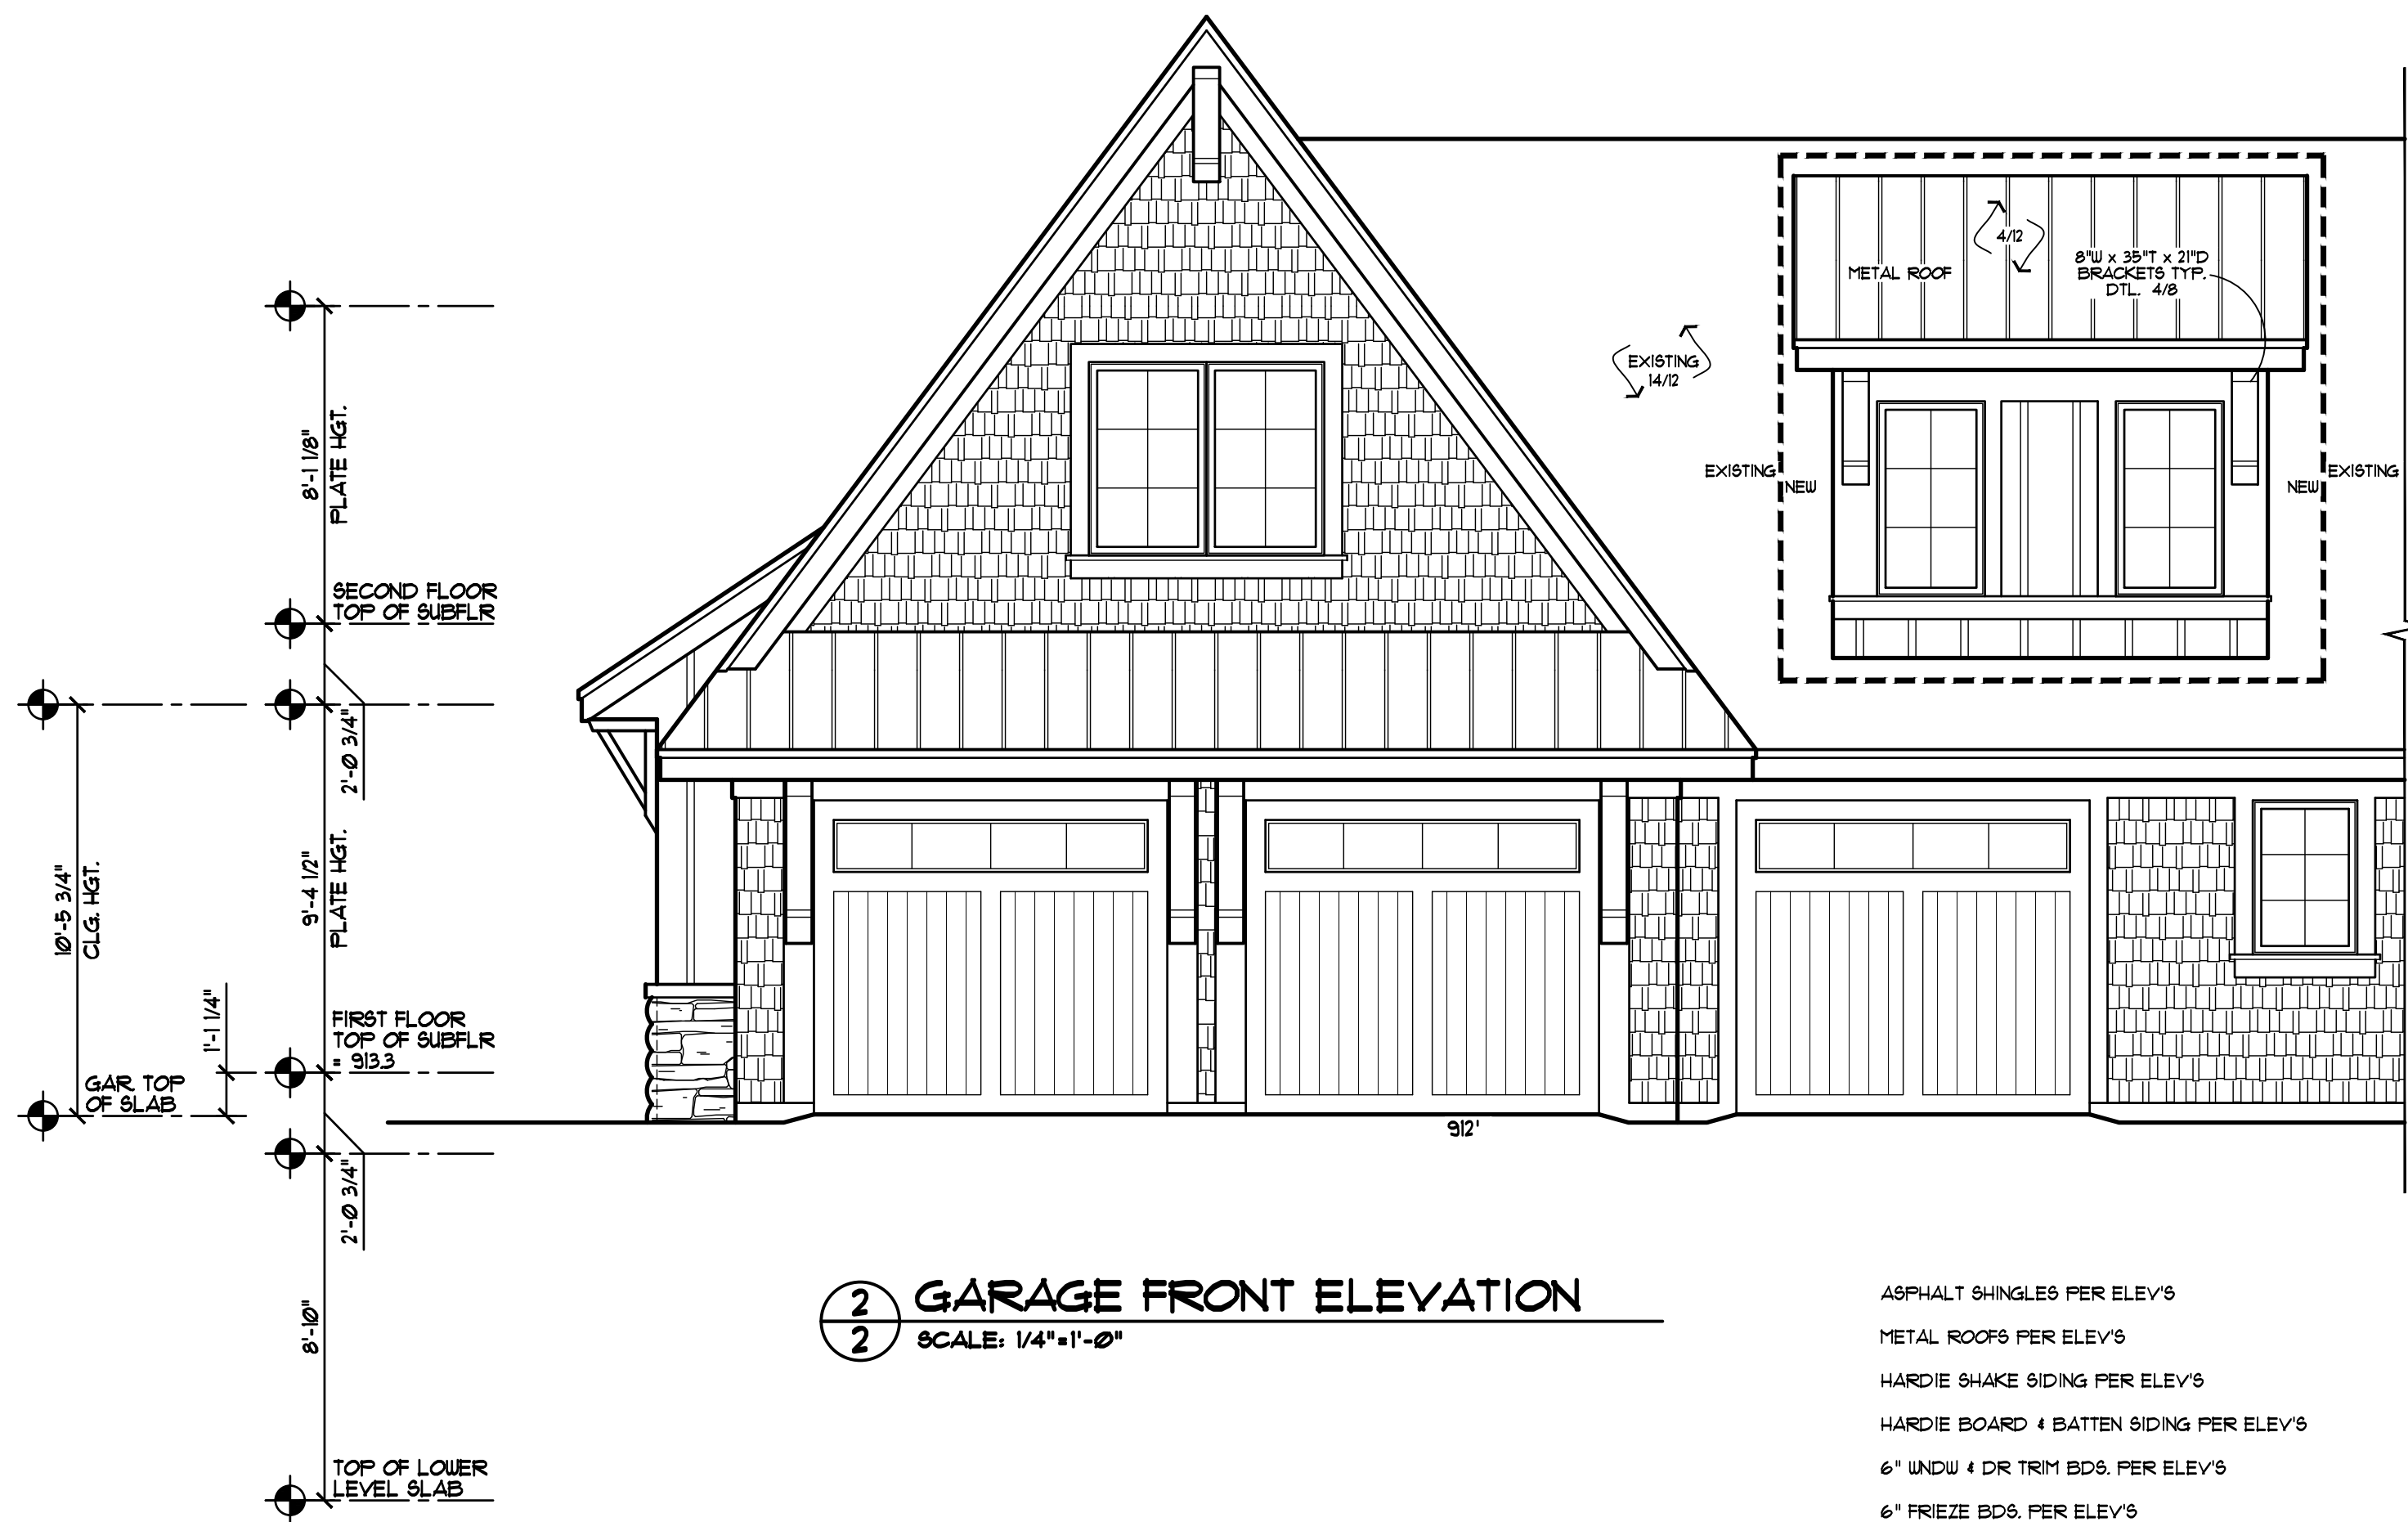 4/12
METAL ROOF
8"W x 35"T x 21"D
BRACKETS TYP.
DTL. 4/8
EXISTING
14/12
EXISTING
NEW
NEW
EXISTING
8'-1 1/8"
PLATE HGT.
SECOND FLOOR
TOP OF SUBFLR
2'-0 3/4"
10'-5 3/4"
CLG. HGT.
9'-4 1/2"
PLATE HGT.
1'-1 1/4"
FIRST FLOOR
TOP OF SUBFLR
= 913.3
GAR. TOP
OF SLAB
912'
2'-0 3/4"
8'-10"
TOP OF LOWER
LEVEL SLAB
2
2
GARAGE FRONT ELEVATION
SCALE: 1/4"=1'-0"
ASPHALT SHINGLES PER ELEV'S
METAL ROOFS PER ELEV'S
HARDIE SHAKE SIDING PER ELEV'S
HARDIE BOARD & BATTEN SIDING PER ELEV'S
6" WNDW & DR TRIM BDS. PER ELEV'S
6" FRIEZE BDS. PER ELEV'S